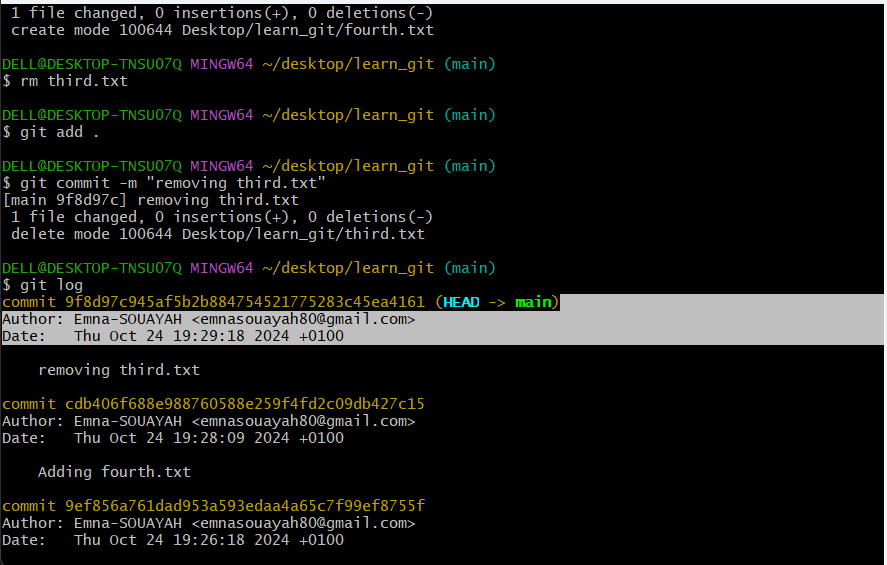 1 file changed, 0 insertions(+), 0 deletions(-)
create mode 100644 Desktop/learn_git/fourth.txt
DELL@DESKTOP-TNSUO7Q MINGW64 ~/desktop/learn_git (main)
$ rm third.txt
DELL@DESKTOP-TNSUO7Q MINGW64 ~/desktop/learn_git (main)
$ git add .
DELL@DESKTOP-TNSUO7Q MINGW64 ~/desktop/learn_git (main)
$ git commit -m "removing third.txt"
[main 9f8d97c] removing third.txt
1 file changed, 0 insertions(+), 0 deletions(-)
delete mode 100644 Desktop/learn_git/third.txt
DELL@DESKTOP-TNSUO7Q MINGW64 ~/desktop/learn_git (main)
$ git log
commit 9f8d97c945af5b2b884754521775283c45ea4161 (HEAD -> main)
Author: Emna-SOUAYAH <emnasouayah80@gmail.com>
Date:   Thu Oct 24 19:29:18 2024 +0100
removing third.txt
commit cdb406f688e988760588e259f4fd2c09db427c15
Author: Emna-SOUAYAH <emnasouayah80@gmail.com>
Date:   Thu Oct 24 19:28:09 2024 +0100
Adding fourth.txt
commit 9ef856a761dad953a593edaa4a65c7f99ef8755f
Author: Emna-SOUAYAH <emnasouayah80@gmail.com>
Date:   Thu Oct 24 19:26:18 2024 +0100